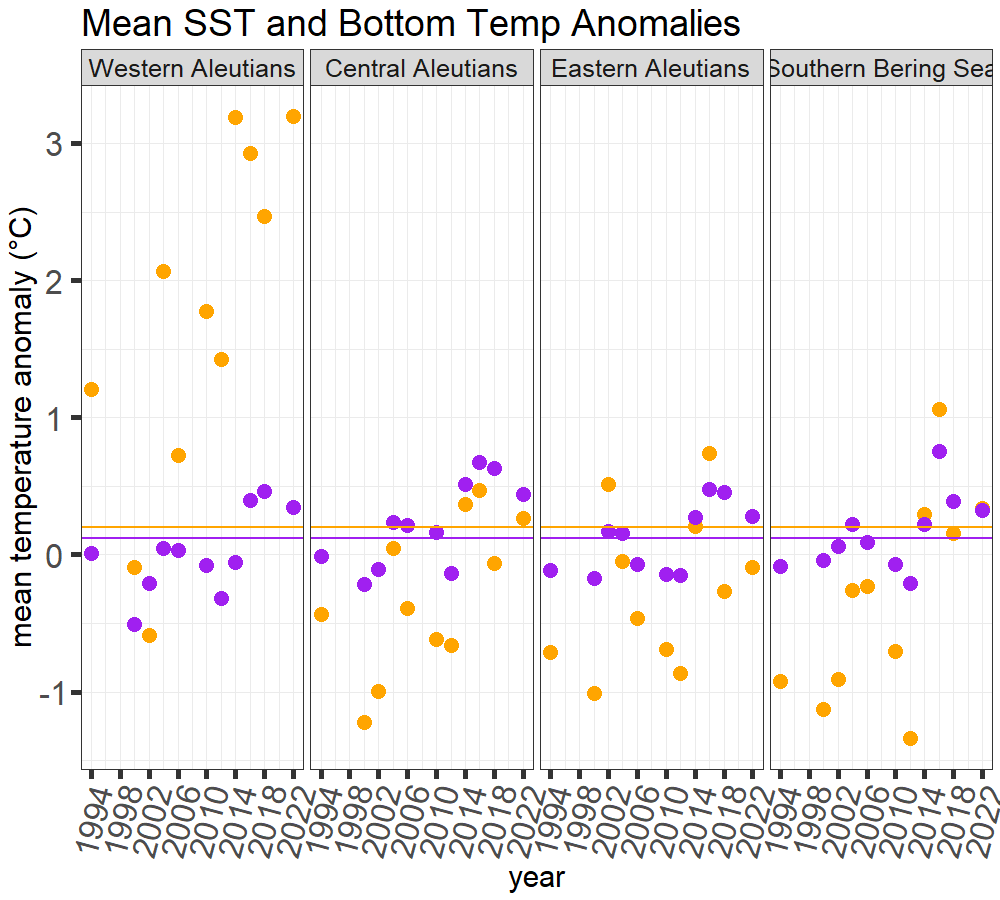 Mean SST and Bottom Temp Anomalies
Western Aleutians
Central Aleutians
Eastern Aleutians
Southern Bering Sea
mean temperature anomaly (°C)
3
2
1
0
-1
1994 1998 2002 2006 2010 2014 2018 2022
1994 1998 2002 2006 2010 2014 2018 2022
1994 1998 2002 2006 2010 2014 2018 2022
1994 1998 2002 2006 2010 2014 2018 2022
year